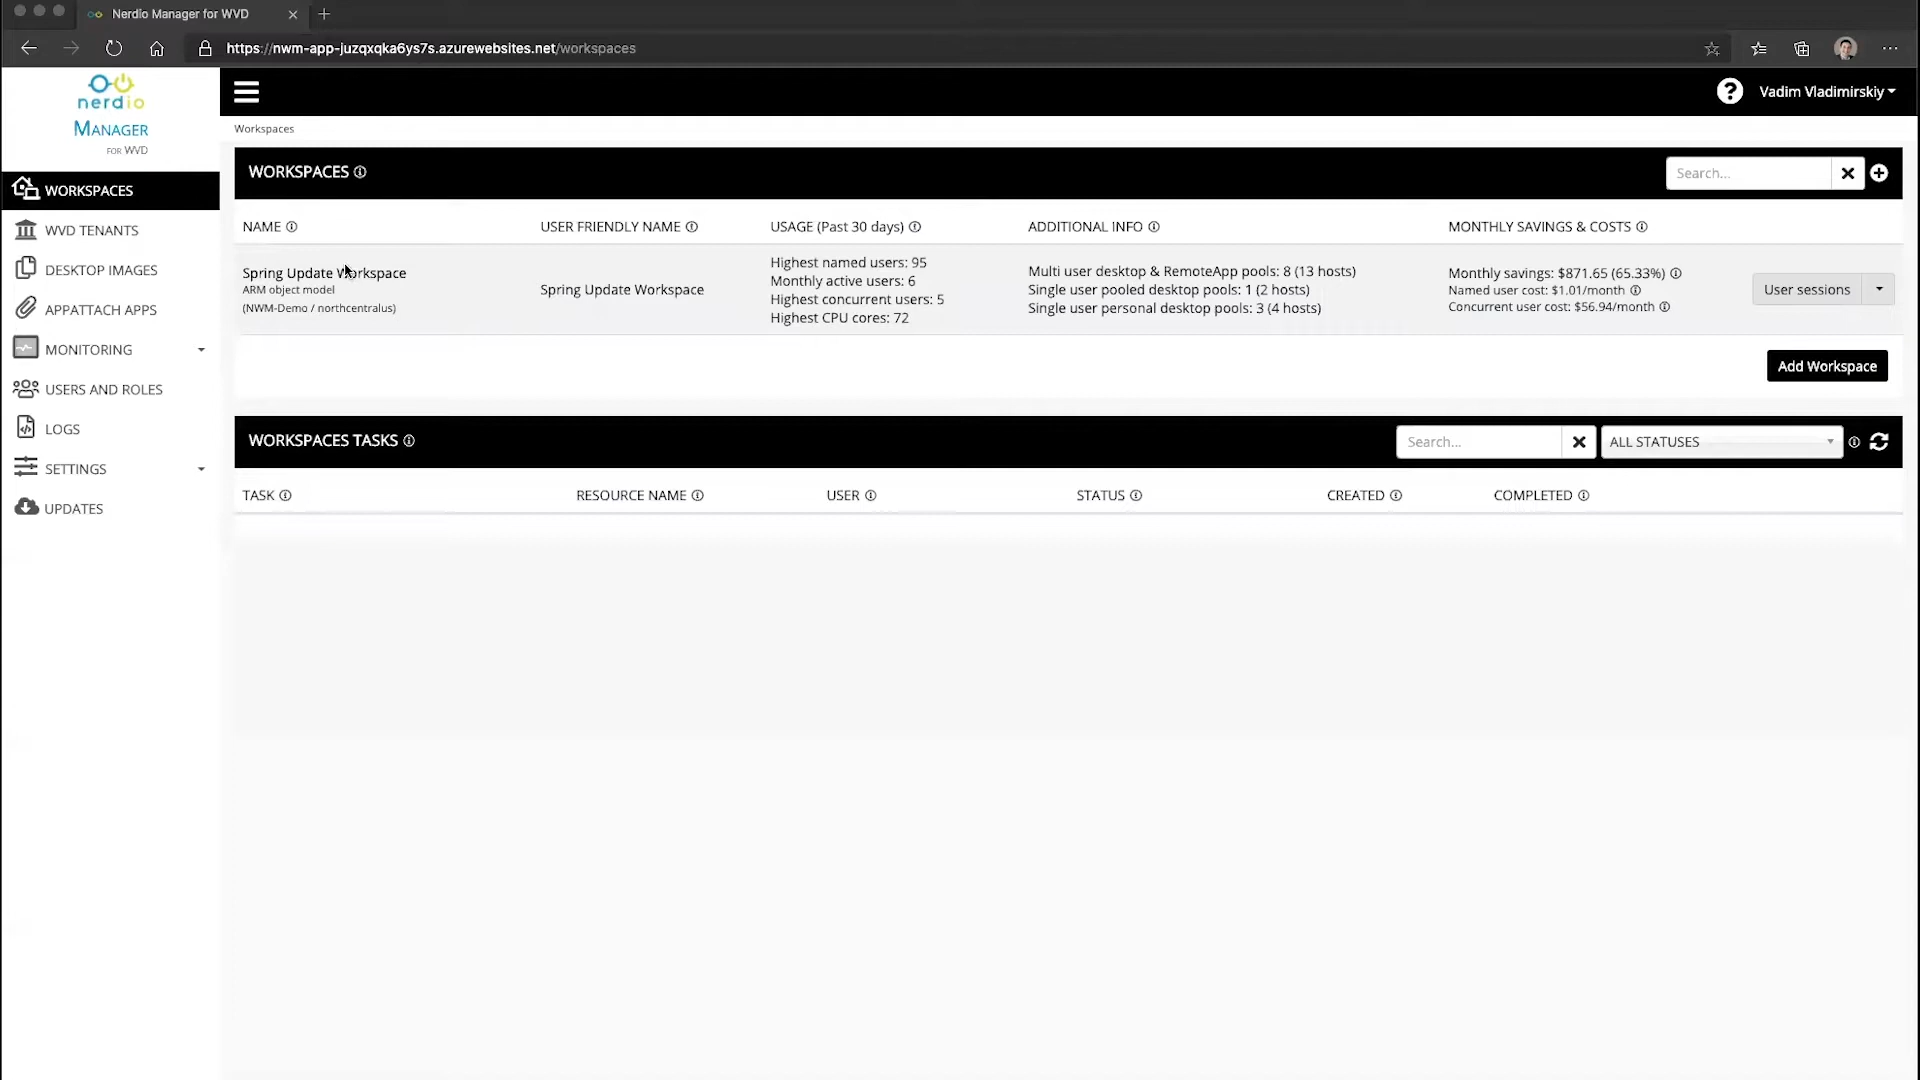 Nerdio Manager for WVD
https://nwm-app-juzqxqka6ys7s.azurewebsites.net/workspaces
nerdio
MANAGER
FOR WVD
Vadim Vladimirskiy
Workspaces
WORKSPACES
WVD TENANTS
DESKTOP IMAGES
APPATTACH APPS
MONITORING
USERS AND ROLES
LOGS
SETTINGS
UPDATES
WORKSPACES
Search...
NAME
USER FRIENDLY NAME
USAGE (Past 30 days)
ADDITIONAL INFO
MONTHLY SAVINGS & COSTS
Spring Update Workspace
ARM object model
(NWM-Demo / northcentralus)
Spring Update Workspace
Highest named users: 95
Monthly active users: 6
Highest concurrent users: 5
Highest CPU cores: 72
Multi user desktop & RemoteApp pools: 8 (13 hosts)
Single user pooled desktop pools: 1 (2 hosts)
Single user personal desktop pools: 3 (4 hosts)
Monthly savings: $871.65 (65.33%)
Named user cost: $1.01/month
Concurrent user cost: $56.94/month
User sessions
Add Workspace
WORKSPACES TASKS
Search...
ALL STATUSES
TASK
RESOURCE NAME
USER
STATUS
CREATED
COMPLETED